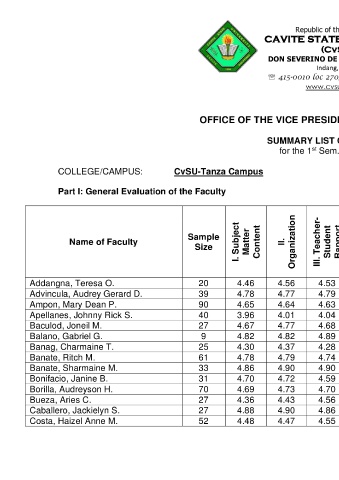 Republic of th
CAVITE STATE
(CvS
DON SEVERINO DE
Indang,
☏ 415-0010 loc 270,
www.cvs
OFFICE OF THE VICE PRESID
SUMMARY LIST O
for the 1st Sem.
COLLEGE/CAMPUS: CvSU-Tanza Campus
Part I: General Evaluation of the Faculty
Name of Faculty Sample Size I. Subject Matter Content II. Organization III. Teacher-Student Rapport
Addangna, Teresa O. 20 4.46 4.56 4.53
Advincula, Audrey Gerard D. 39 4.78 4.77 4.79
Ampon, Mary Dean P. 90 4.65 4.64 4.63
Apellanes, Johnny Rick S. 40 3.96 4.01 4.04
Baculod, Joneil M. 27 4.67 4.77 4.68
Balano, Gabriel G. 9 4.82 4.82 4.89
Banag, Charmaine T. 25 4.30 4.37 4.28
Banate, Ritch M. 61 4.78 4.79 4.74
Banate, Sharmaine M. 33 4.86 4.90 4.90
Bonifacio, Janine B. 31 4.70 4.72 4.59
Borilla, Audreyson H. 70 4.69 4.73 4.70
Bueza, Aries C. 27 4.36 4.43 4.56
Caballero, Jackielyn S. 27 4.88 4.90 4.86
Costa, Haizel Anne M. 52 4.48 4.47 4.55